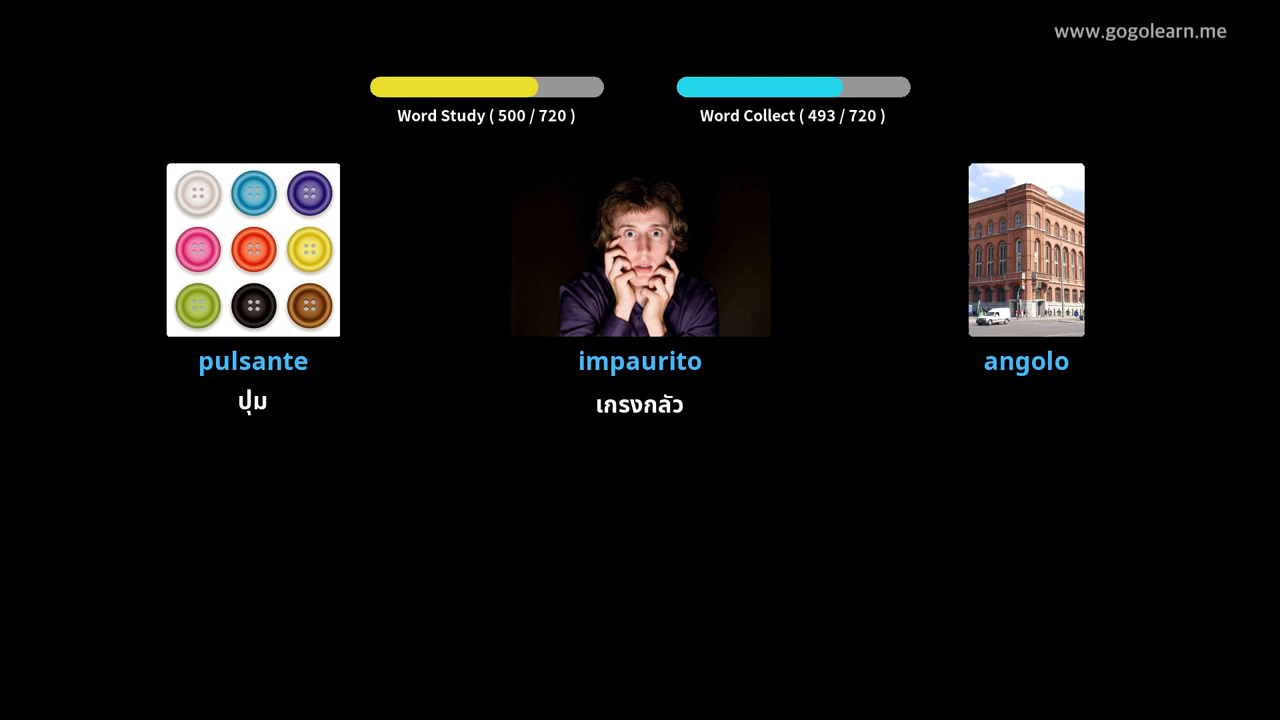 www.gogolearn.me
Word Study ( 500 / 720 )
Word Collect ( 493 / 720 )
pulsante
ปุ่ม
impaurito
เกรงกลัว
angolo